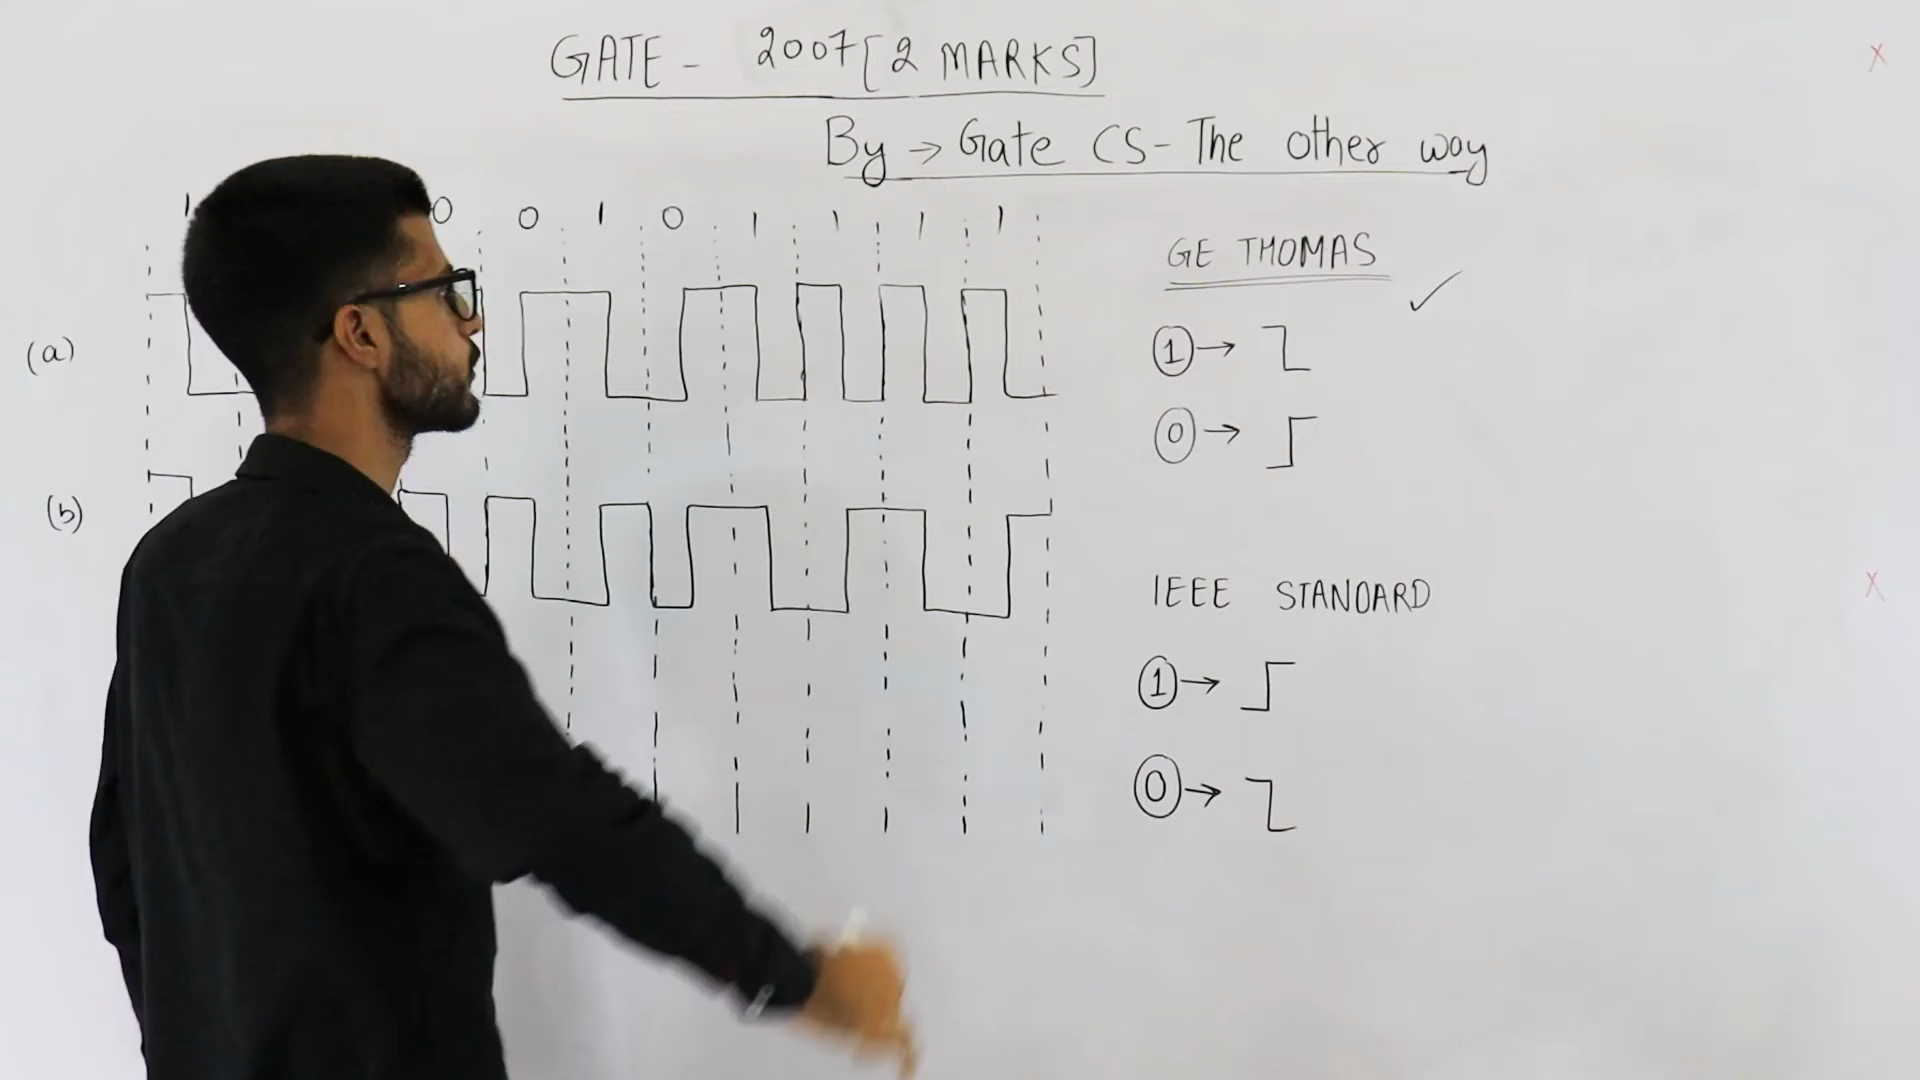 GATE - 2007 [2 MARKS]
By → Gate CS - The other way
1 0 0 1 0 1 1 1 1
GE THOMAS ✓
(a)
1 →
0 →
(b)
IEEE STANDARD
1 →
0 →
X
X